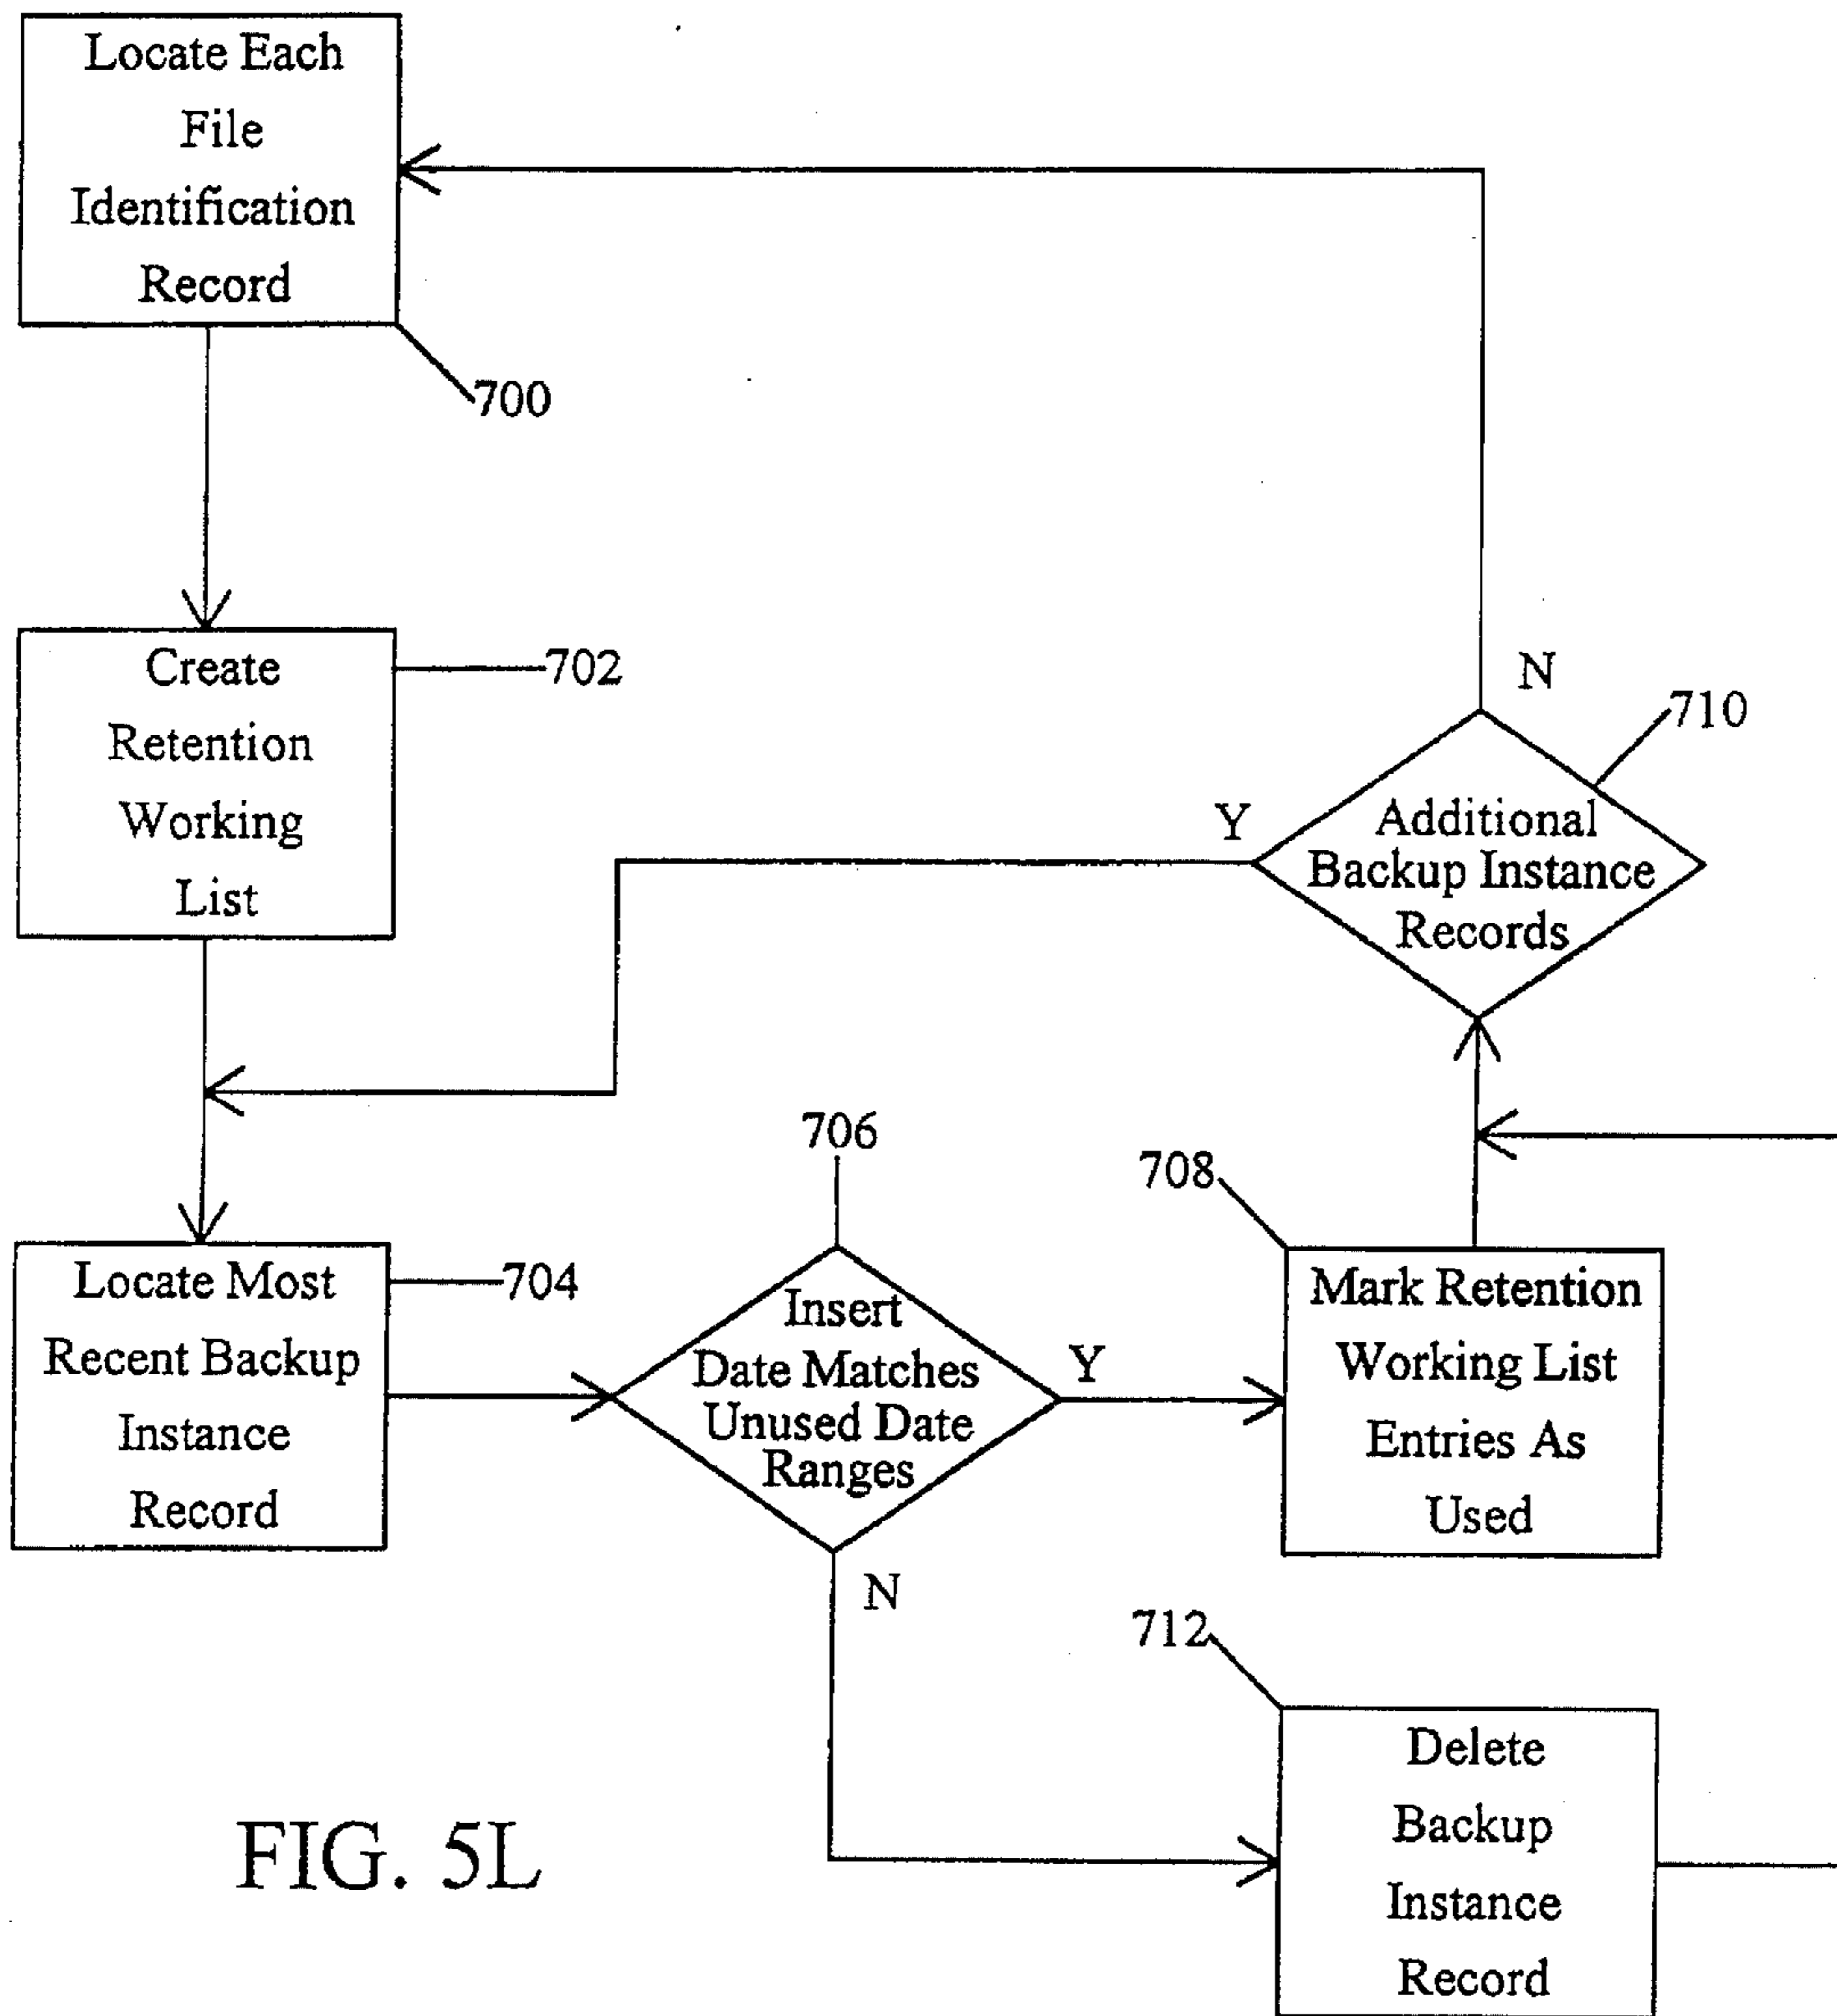 Locate Each
File
Identification
Record
700
Create
Retention
Working
List
702
N
710
Y
Additional
Backup Instance
Records
706
708
Locate Most
Recent Backup
Instance
Record
704
Insert
Date Matches
Unused Date
Ranges
Y
Mark Retention
Working List
Entries As
Used
N
712
Delete
Backup
Instance
Record
FIG. 5L